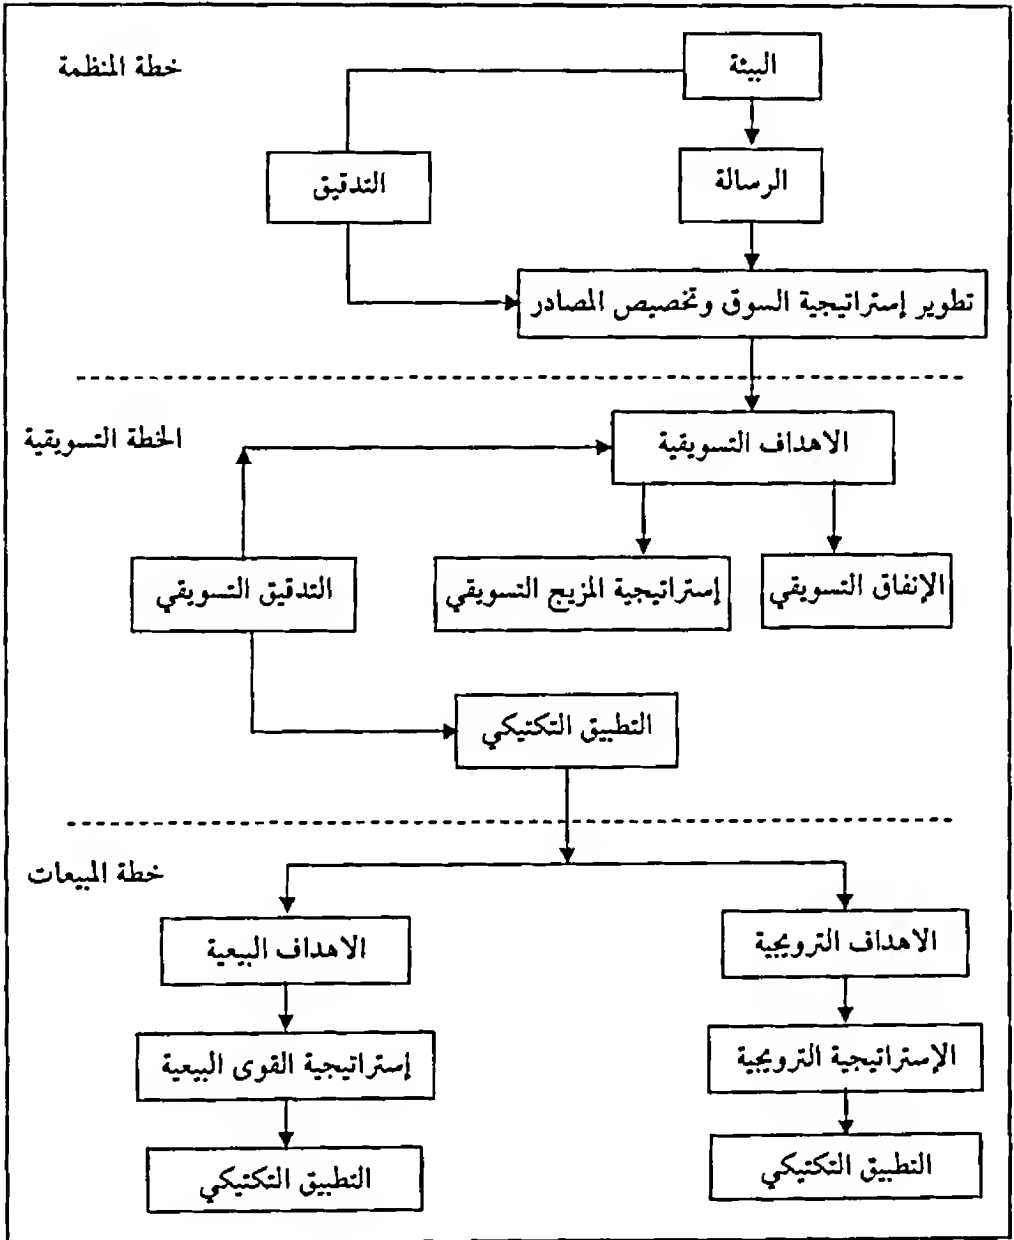 خطة المنظمة
البيئة
التدقيق
الرسالة
تطوير إستراتيجية السوق وتخصيص المصادر
الخطة التسويقية
الاهداف التسويقية
الإنفاق التسويقي
إستراتيجية المزيج التسويقي
التدقيق التسويقي
التطبيق التكتيكي
خطة المبيعات
الاهداف الترويجية
الاهداف البيعية
الإستراتيجية الترويجية
إستراتيجية القوى البيعية
التطبيق التكتيكي
التطبيق التكتيكي